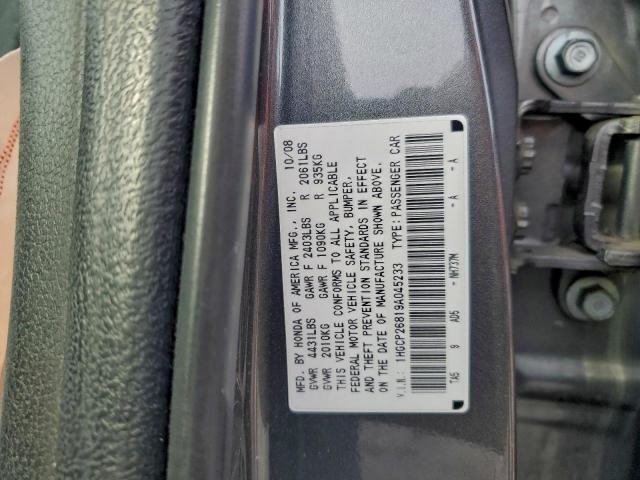 MFD. BY HONDA OF AMERICA MFG., INC. 10/08
GVWR 4431LBS GAWR F 2403LBS R 2061LBS
GVWR 2010KG GAWR F 1090KG R 935KG
THIS VEHICLE CONFORMS TO ALL APPLICABLE
FEDERAL MOTOR VEHICLE SAFETY, BUMPER,
AND THEFT PREVENTION STANDARDS IN EFFECT
ON THE DATE OF MANUFACTURE SHOWN ABOVE.
V.I.N.: 1HGCP26819A045233 TYPE: PASSENGER CAR
TA5 9 AD5 - NH737M - A - A